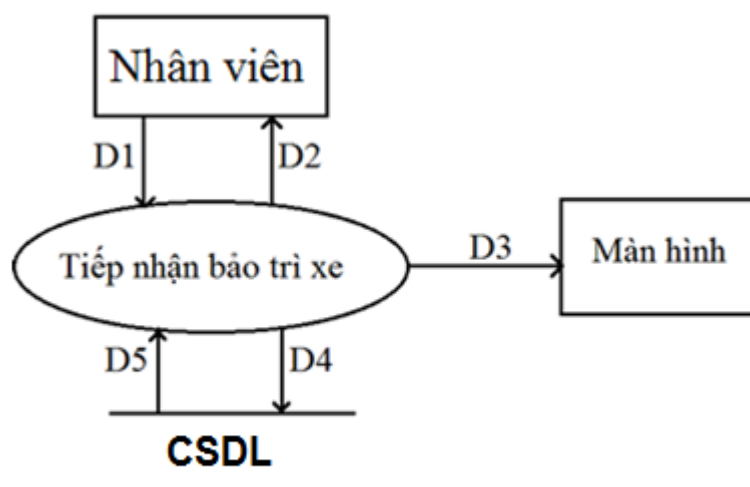 Nhân viên
D1
D2
Tiếp nhận bảo trì xe
D3
Màn hình
D5
D4
CSDL